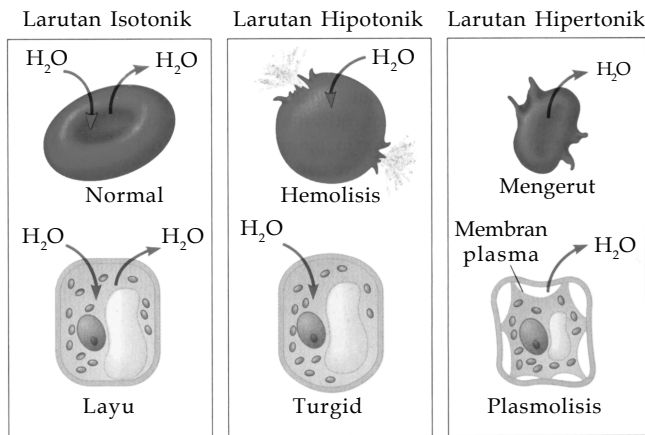 Larutan Isotonik
H₂O
H₂O
Normal
H₂O
H₂O
Layu
Larutan Hipotonik
H₂O
Hemolisis
H₂O
Turgid
Larutan Hipertonik
H₂O
Mengerut
Membran
plasma
H₂O
Plasmolisis